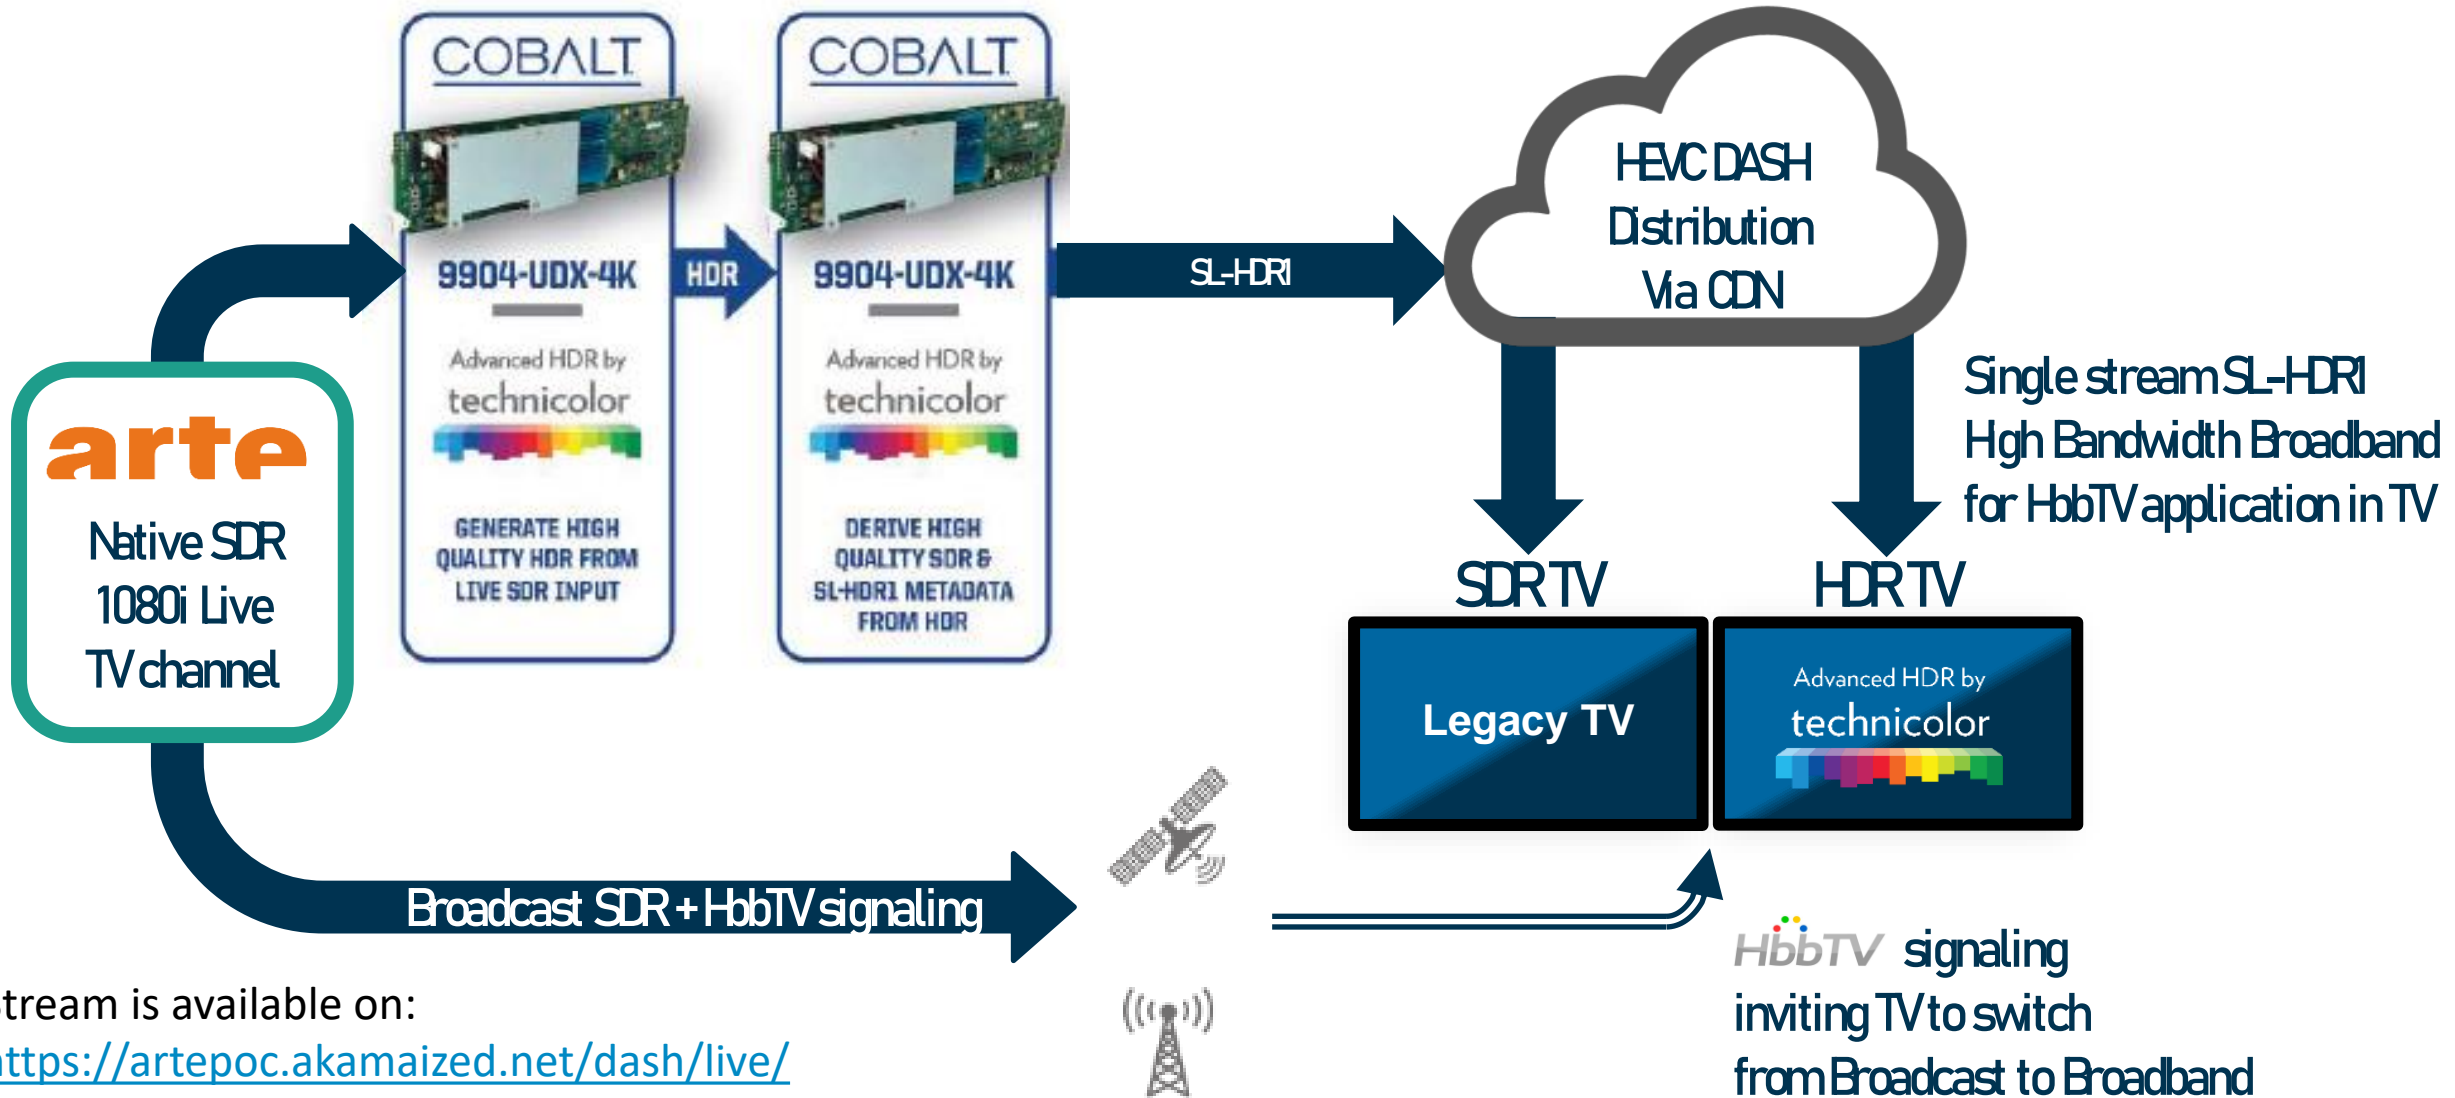 COBALT
9904-UDX-4K
Advanced HDR by
technicolor
GENERATE HIGH
QUALITY HDR FROM
LIVE SDR INPUT
HDR
COBALT
9904-UDX-4K
Advanced HDR by
technicolor
DERIVE HIGH
QUALITY SDR &
SL-HDR1 METADATA
FROM HDR
SL-HDR1
HEVC DASH
Distribution
Via CDN
arte
Native SDR
1080i Live
TV channel
Single stream SL-HDR1
High Bandwidth Broadband
for HbbTV application in TV
SDR TV
HDR TV
Legacy TV
Advanced HDR by
technicolor
Broadcast SDR + HbbTV signaling
HbbTV signaling
inviting TV to switch
from Broadcast to Broadband
tream is available on:
ttps://artepoc.akamaized.net/dash/live/